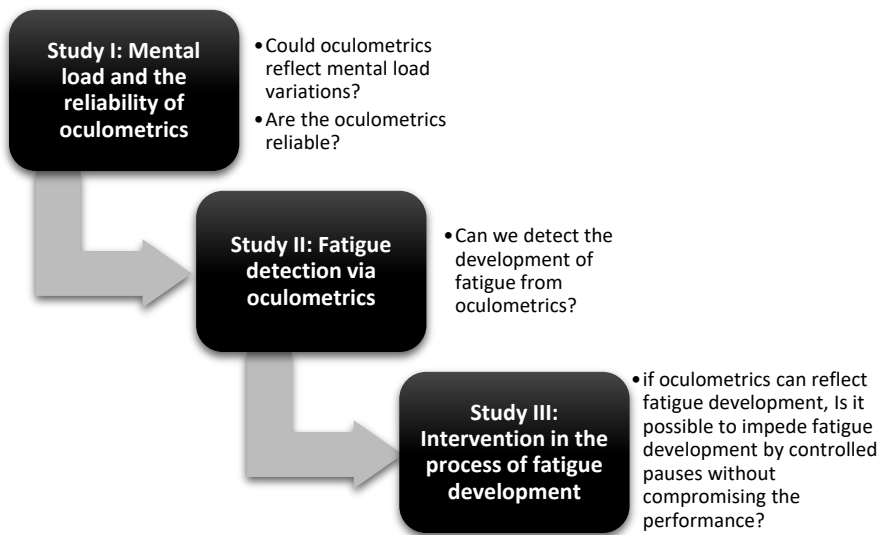 Study I: Mental
load and the
reliability of
oculometrics
•Could oculometrics
reflect mental load
variations?
•Are the oculometrics
reliable?
Study II: Fatigue
detection via
oculometrics
•Can we detect the
development of
fatigue from
oculometrics?
Study III:
Intervention in the
process of fatigue
development
•if oculometrics can reflect
fatigue development, Is it
possible to impede fatigue
development by controlled
pauses without
compromising the
performance?